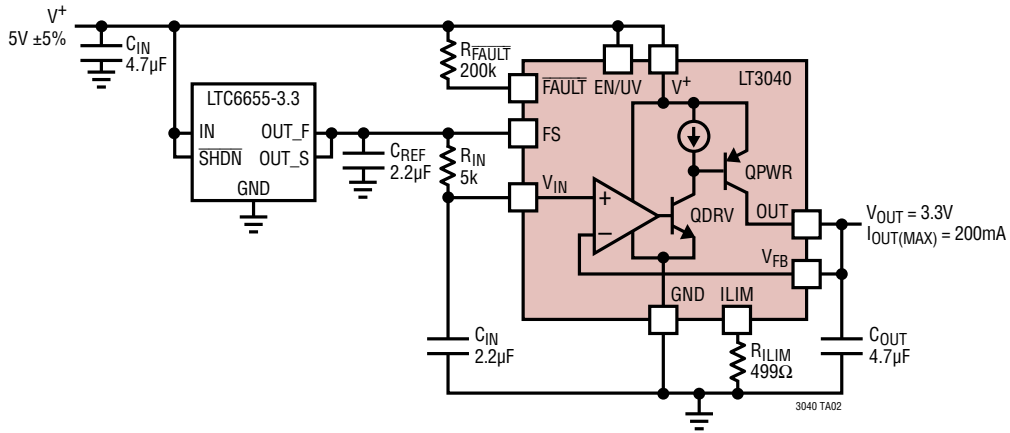 V+
5V ±5%
CIN
4.7µF
LTC6655-3.3
IN
OUT_F
SHDN
OUT_S
GND
CREF
2.2µF
RFAULT
200k
RIN
5k
FAULT
EN/UV
V+
LT3040
FS
VIN
+
–
QDRV
QPWR
OUT
VFB
GND
ILIM
VOUT = 3.3V
IOUT(MAX) = 200mA
CIN
2.2µF
RILIM
499Ω
COUT
4.7µF
3040 TA02